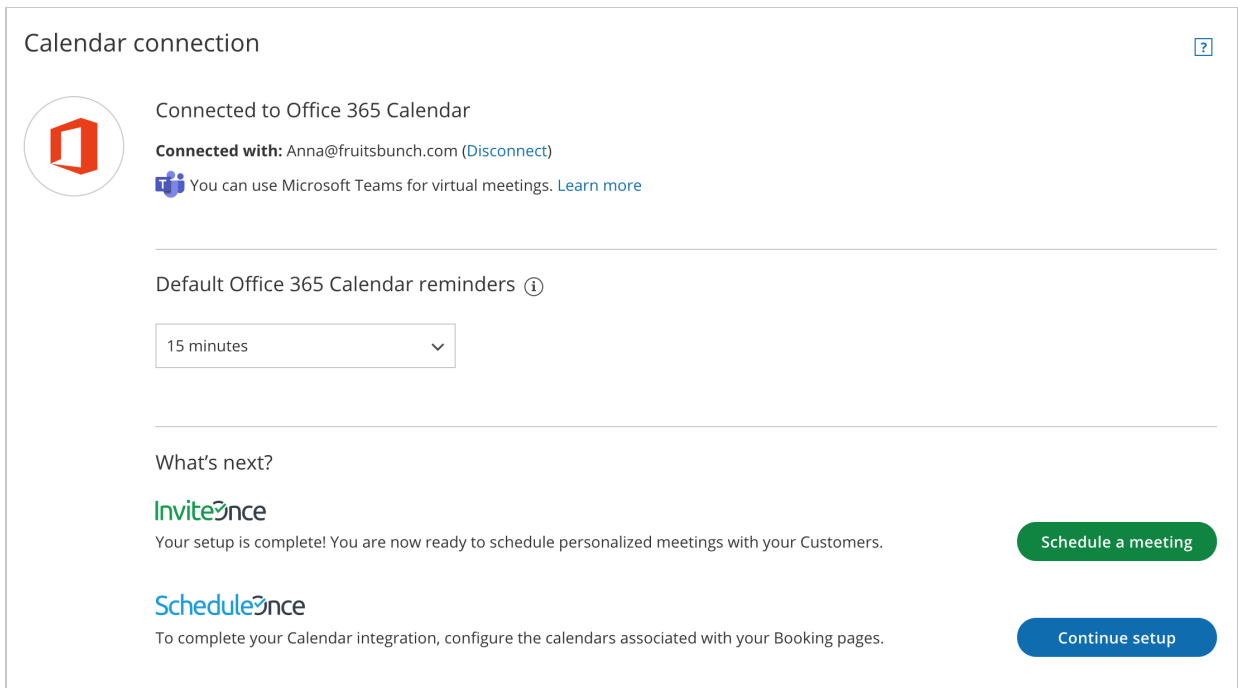 Calendar connection
?
Connected to Office 365 Calendar
Connected with: Anna@fruitsbunch.com (Disconnect)
You can use Microsoft Teams for virtual meetings. Learn more
Default Office 365 Calendar reminders
15 minutes
What's next?
InviteOnce
Your setup is complete! You are now ready to schedule personalized meetings with your Customers.
Schedule a meeting
ScheduleOnce
To complete your Calendar integration, configure the calendars associated with your Booking pages.
Continue setup